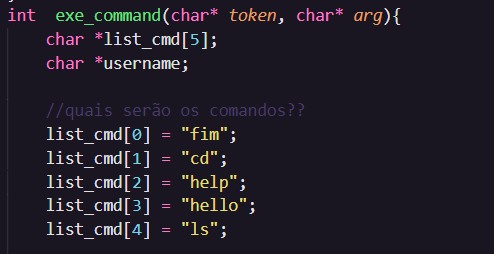 int  exe_command(char* token, char* arg){
    char *list_cmd[5];
    char *username;

    //quais serão os comandos??
    list_cmd[0] = "fim";
    list_cmd[1] = "cd";
    list_cmd[2] = "help";
    list_cmd[3] = "hello";
    list_cmd[4] = "ls";